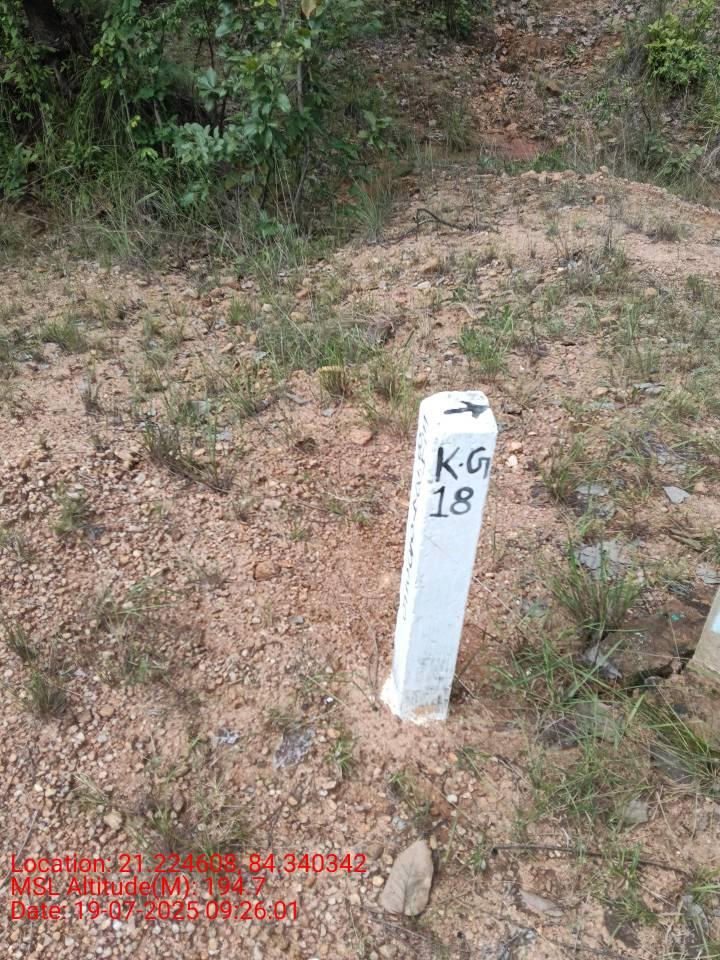 K.G
18
Location: 21.224608, 84.340342
MSL Altitude(M): 194.7
Date: 19-07-2025 09:26:01